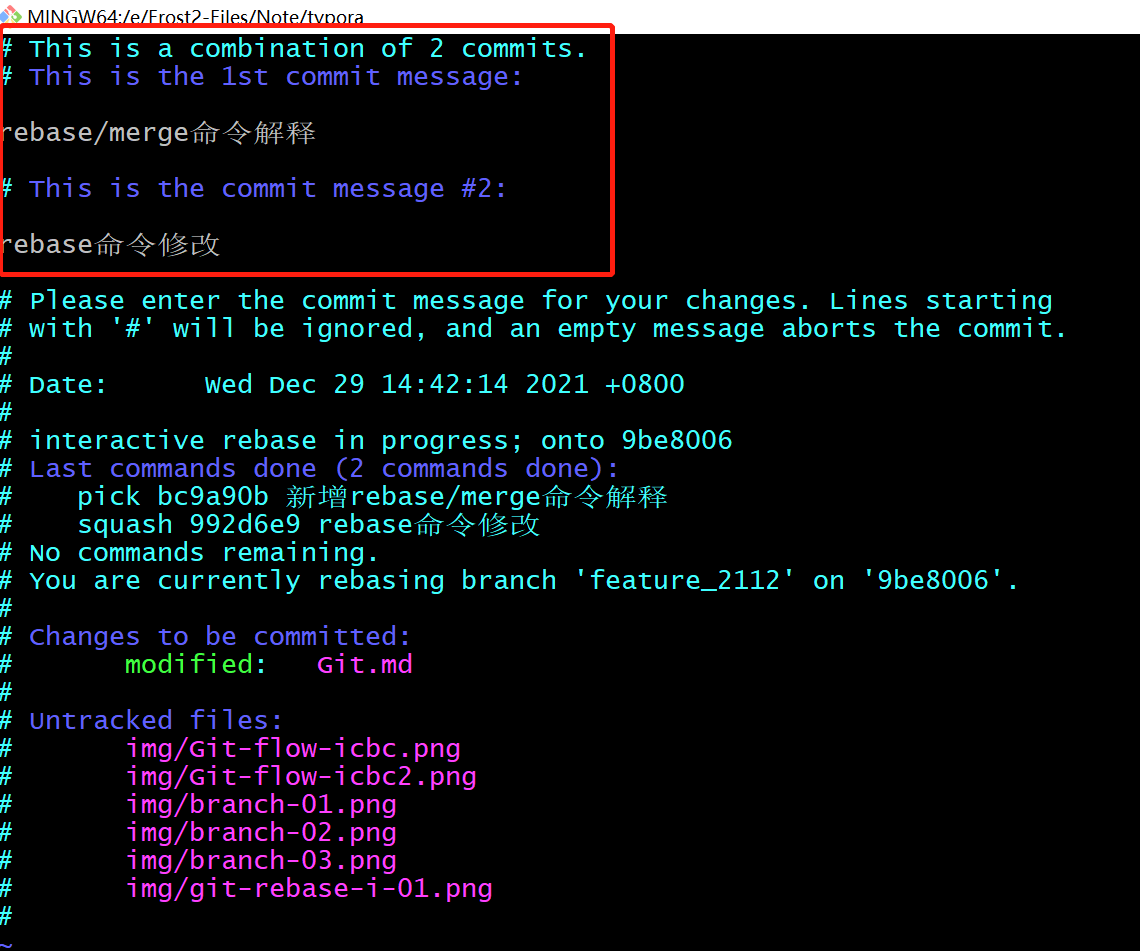 MINGW64:/e/Frost2-Files/Note/typora
# This is a combination of 2 commits.
# This is the 1st commit message:
rebase/merge命令解释
# This is the commit message #2:
rebase命令修改
# Please enter the commit message for your changes. Lines starting
# with '#' will be ignored, and an empty message aborts the commit.
#
# Date:      Wed Dec 29 14:42:14 2021 +0800
#
# interactive rebase in progress; onto 9be8006
# Last commands done (2 commands done):
#    pick bc9a90b 新增rebase/merge命令解释
#    squash 992d6e9 rebase命令修改
# No commands remaining.
# You are currently rebasing branch 'feature_2112' on '9be8006'.
#
# Changes to be committed:
#       modified:   Git.md
#
# Untracked files:
#       img/Git-flow-icbc.png
#       img/Git-flow-icbc2.png
#       img/branch-01.png
#       img/branch-02.png
#       img/branch-03.png
#       img/git-rebase-i-01.png
#
~